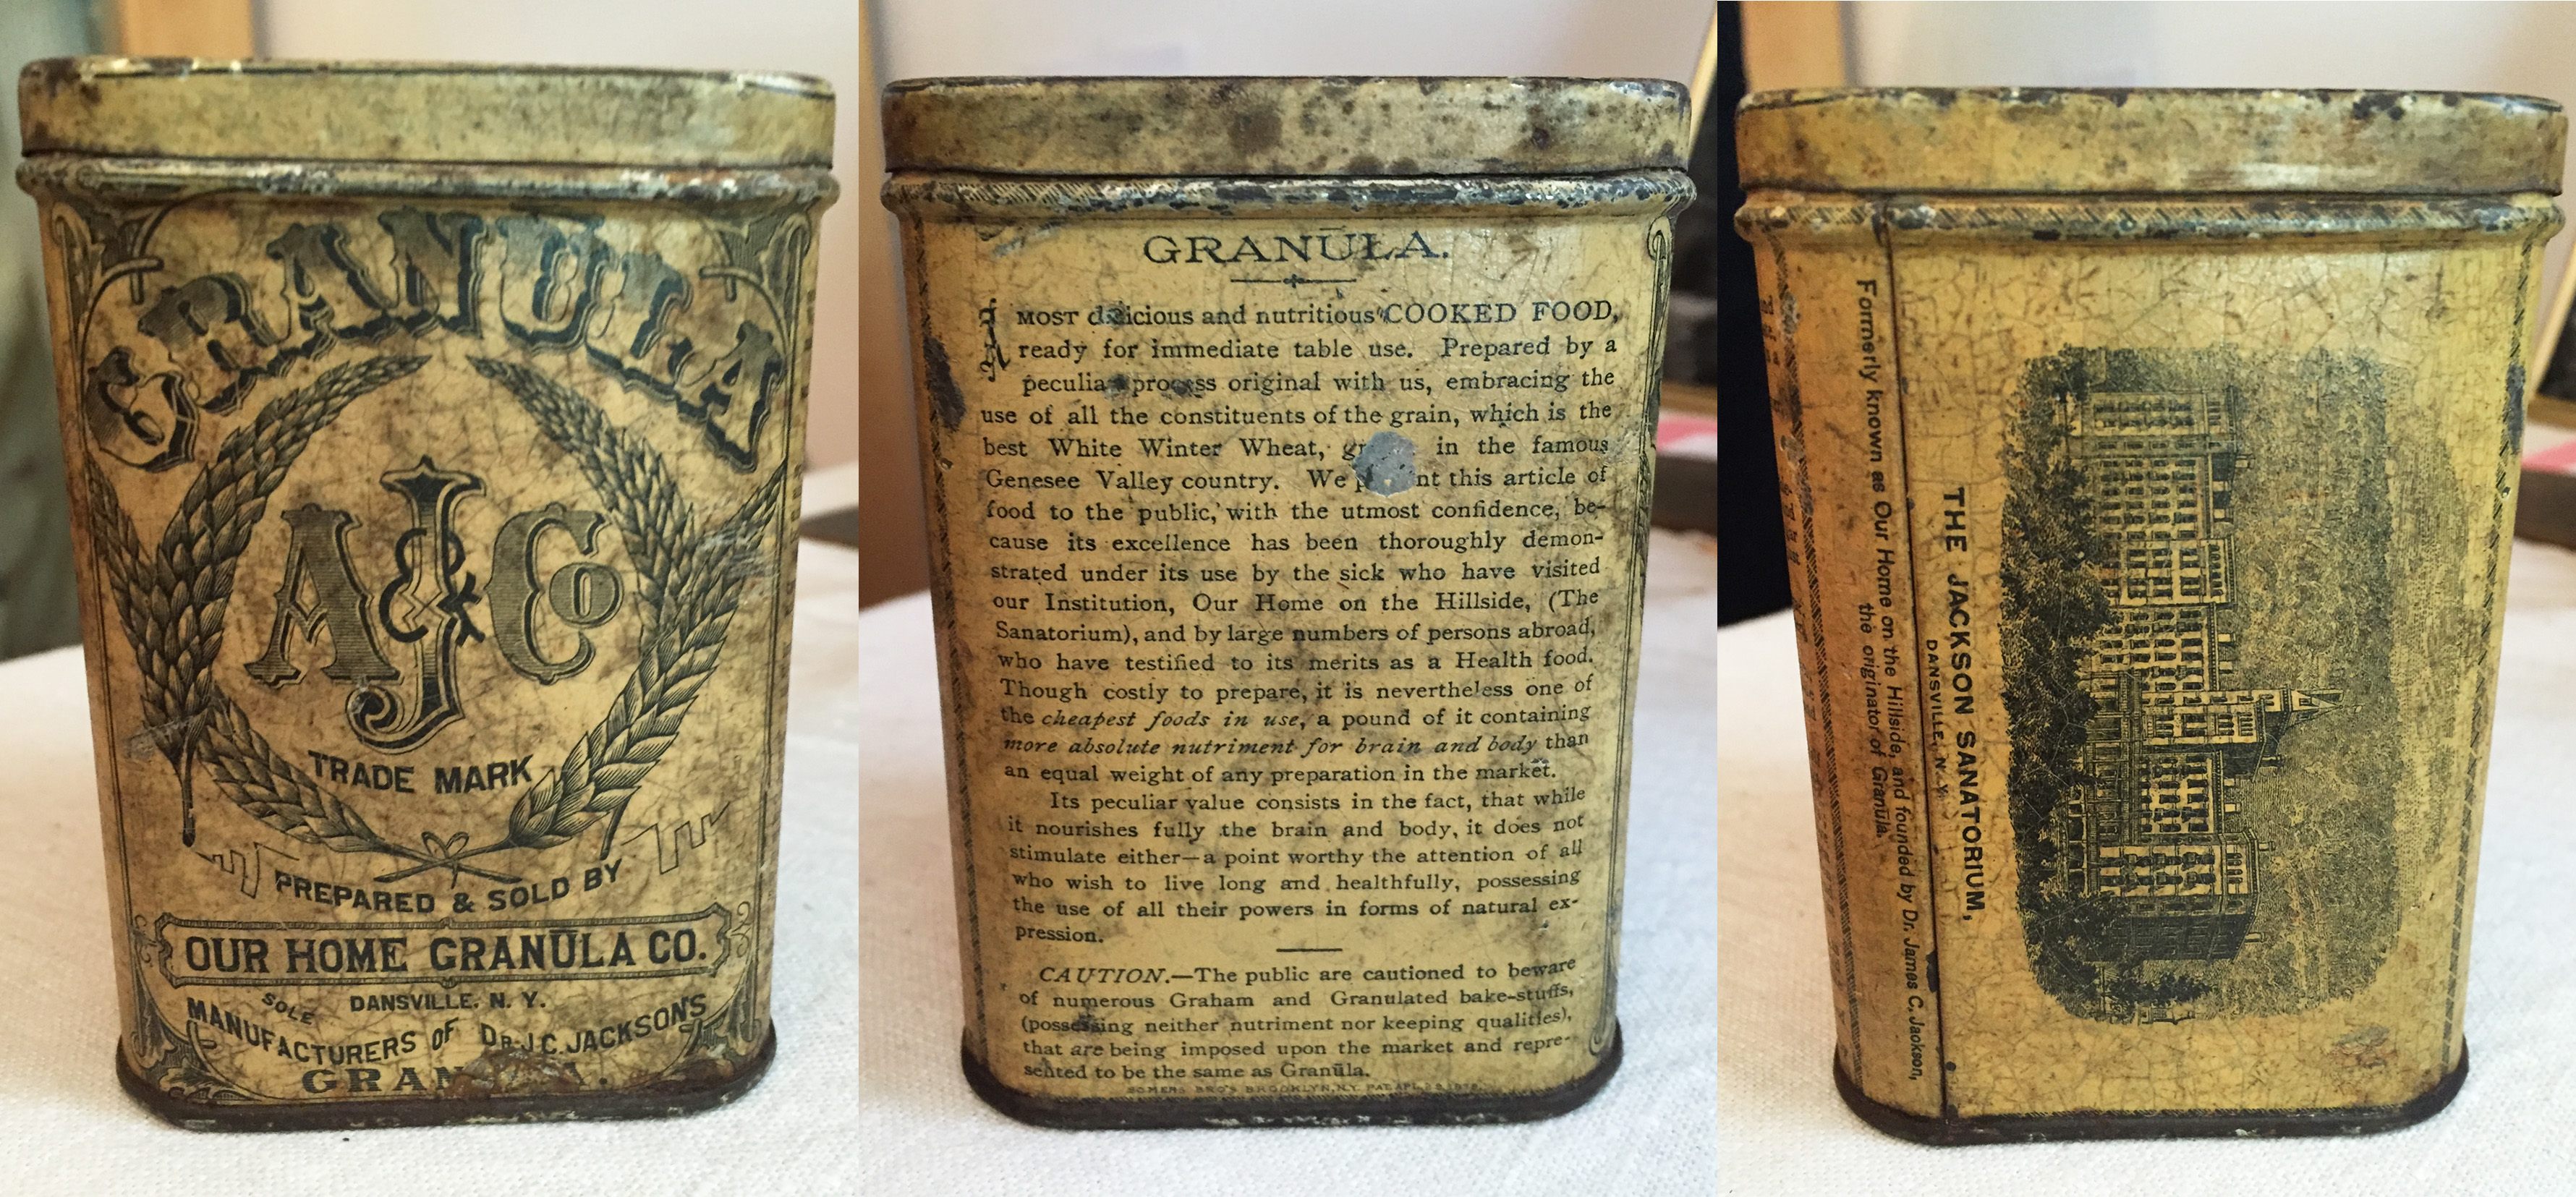 GRANŪLA
A J & Co
TRADE MARK
PREPARED & SOLD BY
OUR HOME GRANŪLA CO.
DANSVILLE, N. Y.
SOLE
MANUFACTURERS OF DR. J. C. JACKSON'S
GRAN
GRANŪLA.
A MOST delicious and nutritious COOKED FOOD,
ready for immediate table use. Prepared by a
peculiar process original with us, embracing the
use of all the constituents of the grain, which is the
best White Winter Wheat, in the famous
Genesee Valley country. We this article of
food to the public, with the utmost confidence, be-
cause its excellence has been thoroughly demon-
strated under its use by the sick who have visited
our Institution, Our Home on the Hillside, (The
Sanatorium), and by large numbers of persons abroad,
who have testified to its merits as a Health food.
Though costly to prepare, it is nevertheless one of
the cheapest foods in use, a pound of it containing
more absolute nutriment for brain and body than
an equal weight of any preparation in the market.
Its peculiar value consists in the fact, that while
it nourishes fully the brain and body, it does not
stimulate either—a point worthy the attention of all
who wish to live long and healthfully, possessing
the use of all their powers in forms of natural ex-
pression.
CAUTION.—The public are cautioned to beware
of numerous Graham and Granulated bake-stuffs,
(possessing neither nutriment nor keeping qualities),
that are being imposed upon the market and repre-
sented to be the same as Granūla.
SOMERS BRO'S BROOKLYN, N.Y. PAT. APL. 29, 1879.
THE JACKSON SANATORIUM,
DANSVILLE, N. Y.
Formerly known as Our Home on the Hillside, and founded by Dr. James C. Jackson,
the originator of Granūla.